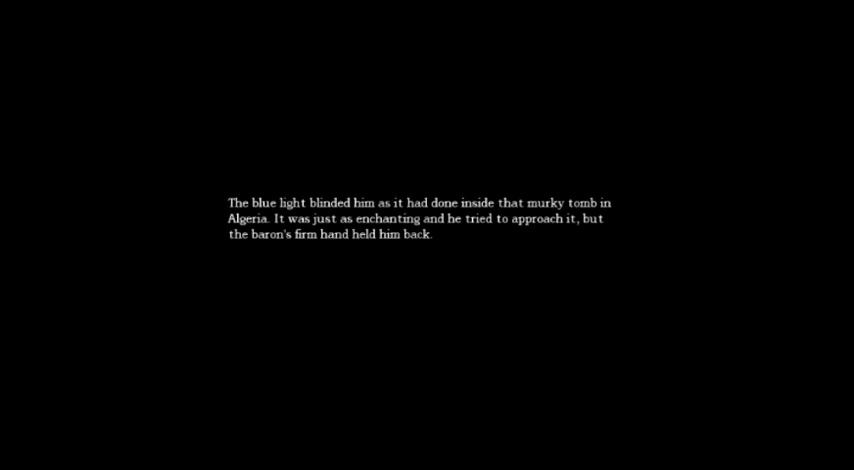 The blue light blinded him as it had done inside that murky tomb in
Algeria. It was just as enchanting and he tried to approach it, but
the baron's firm hand held him back.